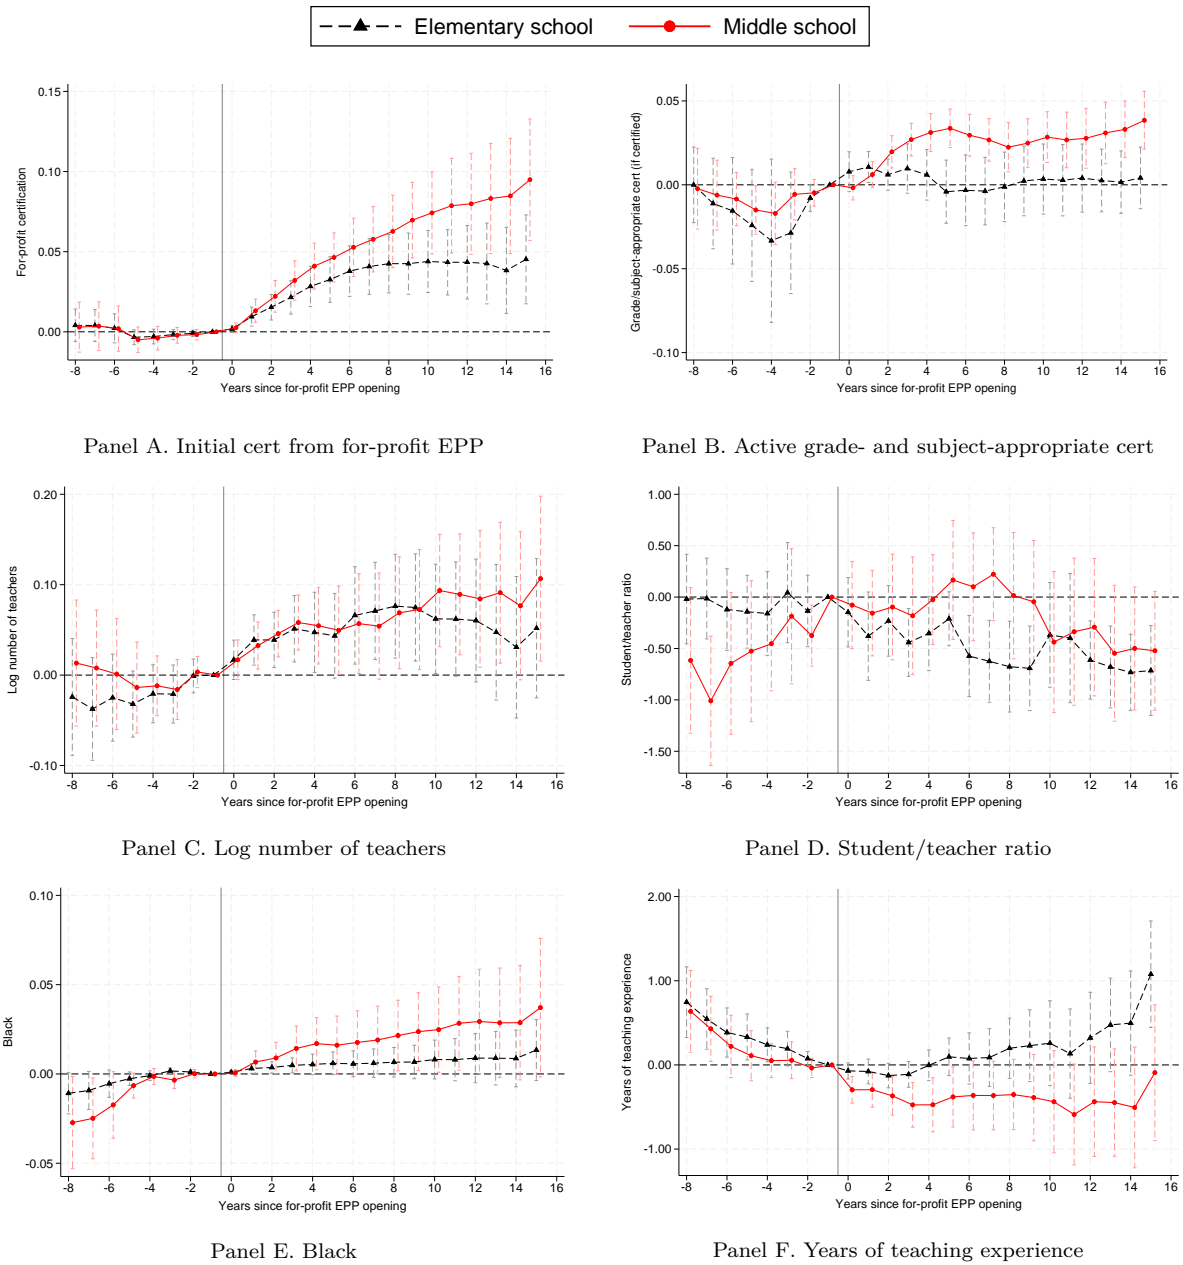 Elementary school Middle school
For-profit certification
0.15
0.10
0.05
0.00
-8 -6 -4 -2 0 2 4 6 8 10 12 14 16
Years since for-profit EPP opening
Panel A. Initial cert from for-profit EPP
Grade/subject-appropriate cert (if certified)
0.05
0.00
-0.05
-0.10
-8 -6 -4 -2 0 2 4 6 8 10 12 14 16
Years since for-profit EPP opening
Panel B. Active grade- and subject-appropriate cert
Log number of teachers
0.20
0.10
0.00
-0.10
-8 -6 -4 -2 0 2 4 6 8 10 12 14 16
Years since for-profit EPP opening
Panel C. Log number of teachers
Student/teacher ratio
1.00
0.50
0.00
-0.50
-1.00
-1.50
-8 -6 -4 -2 0 2 4 6 8 10 12 14 16
Years since for-profit EPP opening
Panel D. Student/teacher ratio
Black
0.10
0.05
0.00
-0.05
-8 -6 -4 -2 0 2 4 6 8 10 12 14 16
Years since for-profit EPP opening
Panel E. Black
Years of teaching experience
2.00
1.00
0.00
-1.00
-8 -6 -4 -2 0 2 4 6 8 10 12 14 16
Years since for-profit EPP opening
Panel F. Years of teaching experience